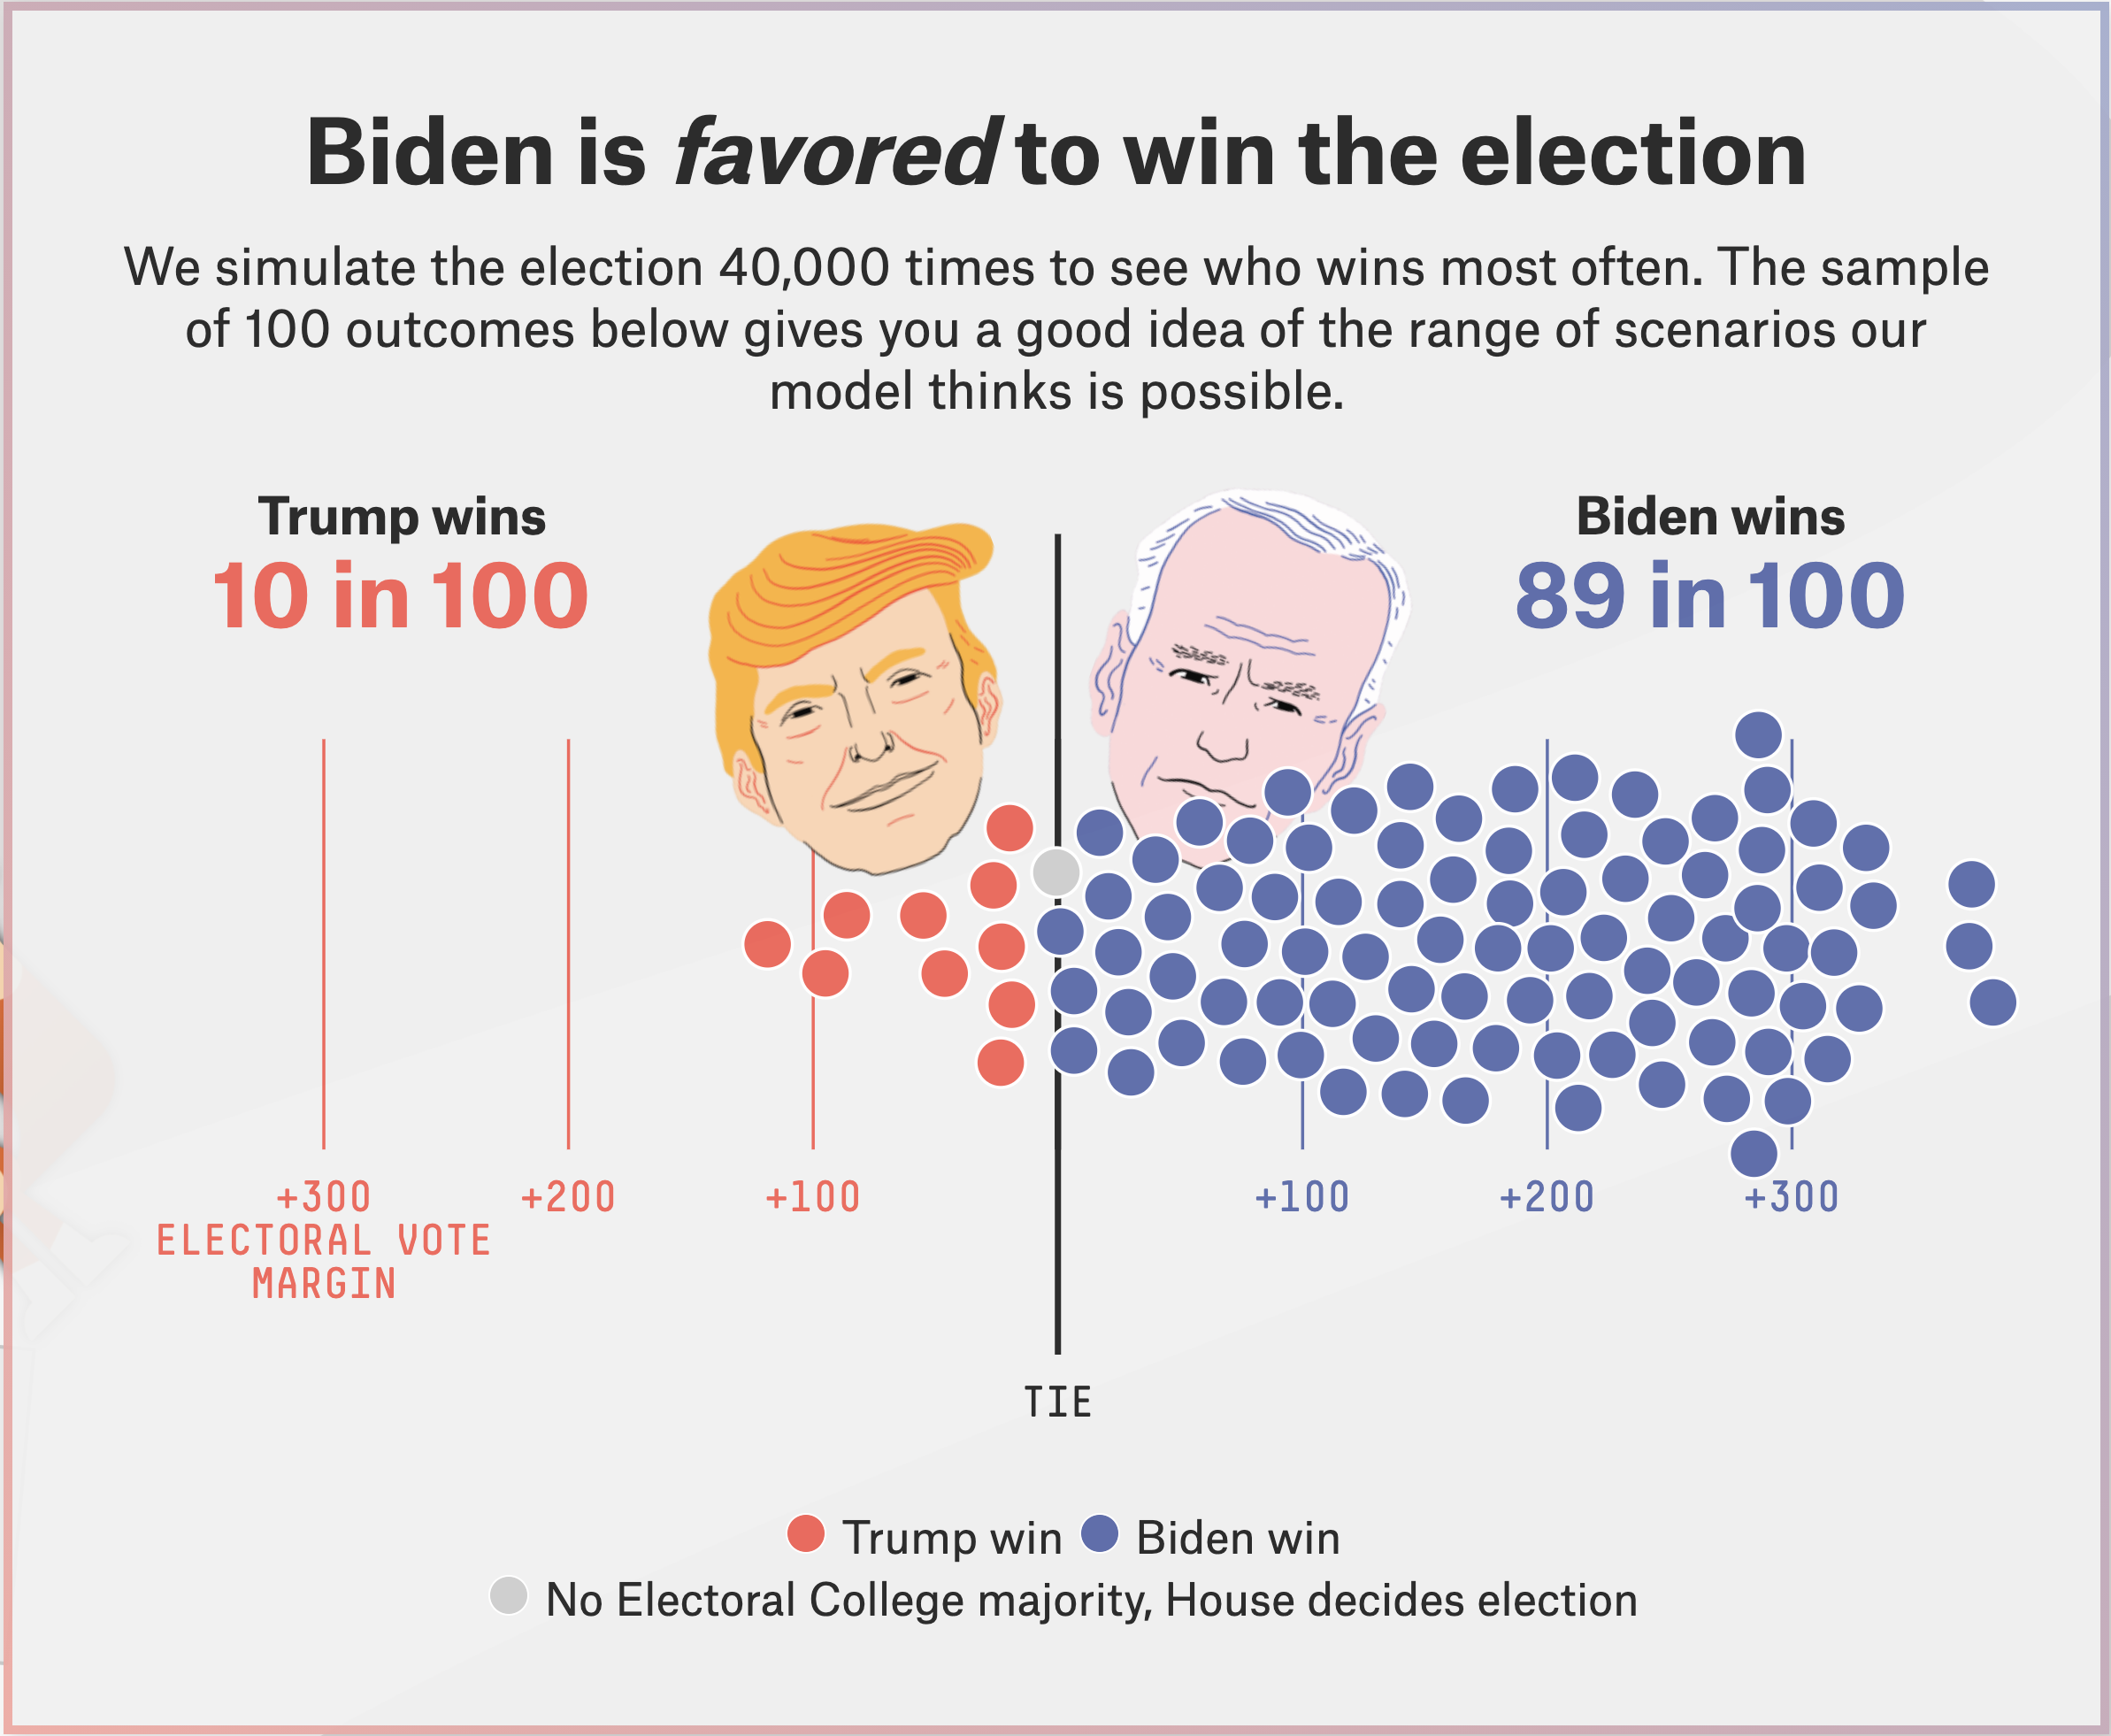 Biden is favored to win the election
We simulate the election 40,000 times to see who wins most often. The sample
of 100 outcomes below gives you a good idea of the range of scenarios our
model thinks is possible.
Trump wins
10 in 100
Biden wins
89 in 100
+300
ELECTORAL VOTE
MARGIN
+200
+100
+100
+200
+300
TIE
Trump win
Biden win
No Electoral College majority, House decides election